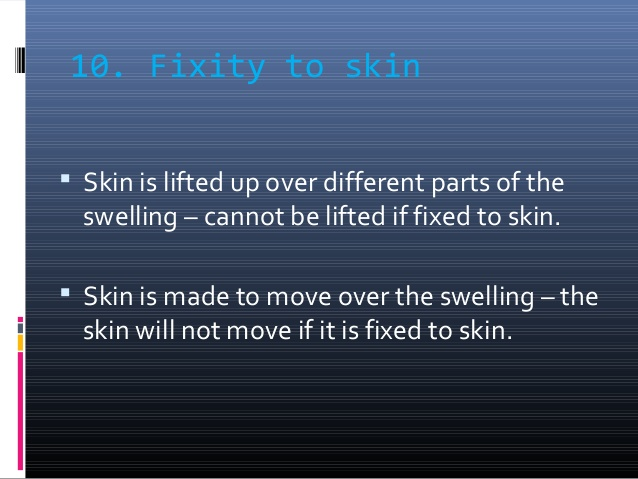 10. Fixity to skin
▪ Skin is lifted up over different parts of the
swelling – cannot be lifted if fixed to skin.
▪ Skin is made to move over the swelling – the
skin will not move if it is fixed to skin.